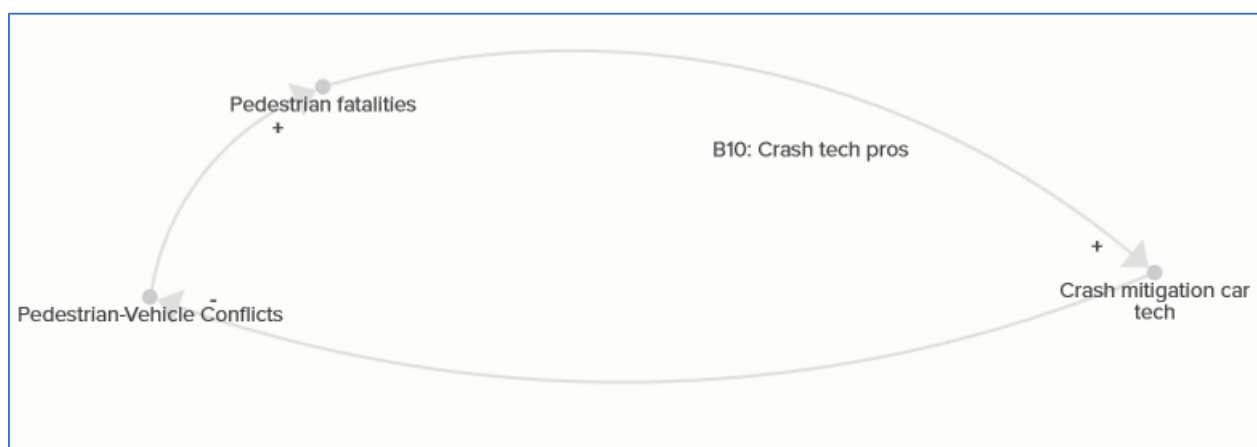 Pedestrian fatalities
+
B10: Crash tech pros
+
Crash mitigation car
tech
-
Pedestrian-Vehicle Conflicts